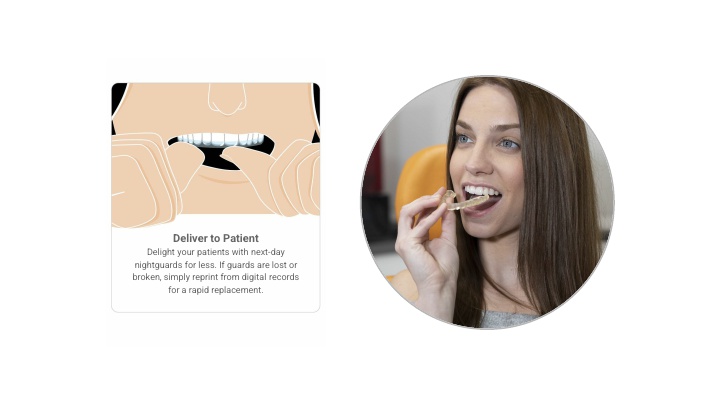 Deliver to Patient
Delight your patients with next-day
nightguards for less. If guards are lost or
broken, simply reprint from digital records
for a rapid replacement.